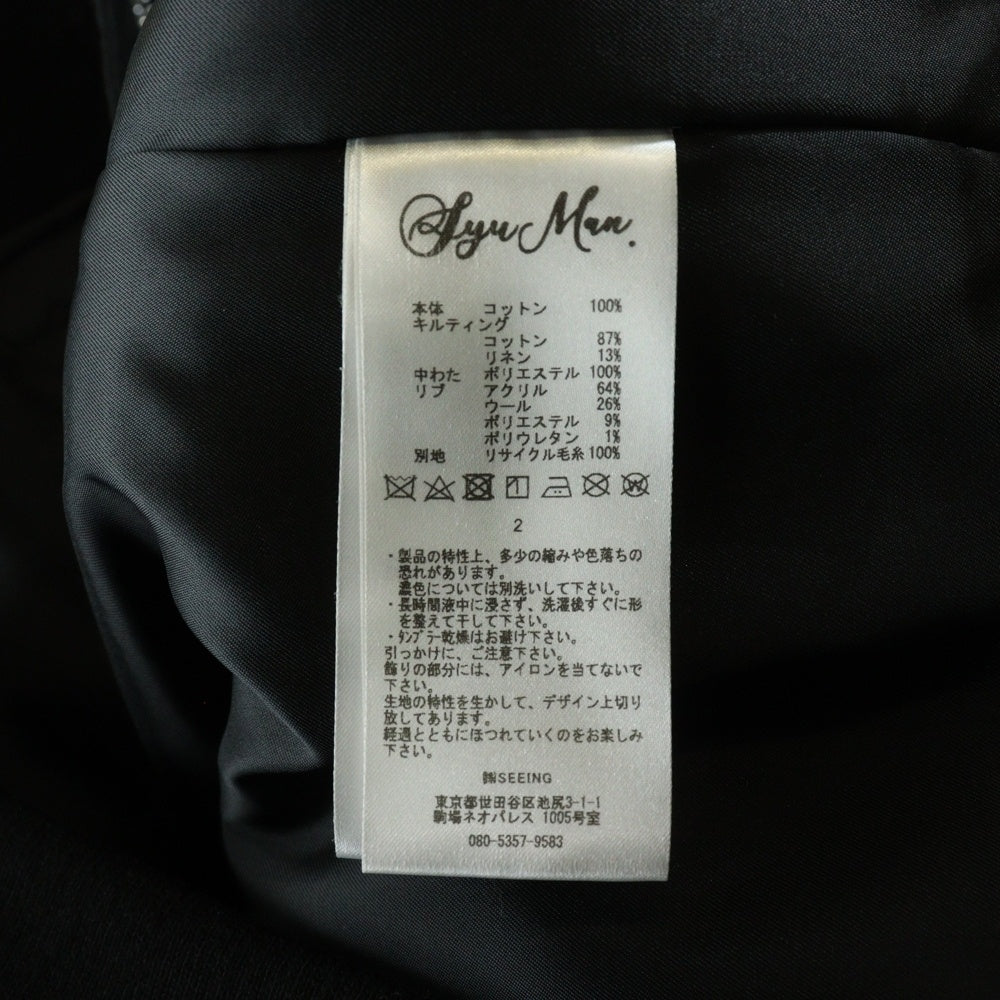 Syu Man.
本体 コットン 100%
キルティング
コットン 87%
リネン 13%
中わた ポリエステル 100%
リブ アクリル 64%
ウール 26%
ポリエステル 9%
ポリウレタン 1%
別地 リサイクル毛糸 100%
2
・製品の特性上、多少の縮みや色落ちの
恐れがあります。
濃色については別洗いして下さい。
・長時間液中に浸さず、洗濯後すぐに形
を整えて干して下さい。
・タンブラー乾燥はお避け下さい。
引っかけに、ご注意下さい。
飾りの部分には、アイロンを当てないで
下さい。
生地の特性を生かして、デザイン上切り
放してあります。
経過とともにほつれていくのをお楽しみ
下さい。
㈱SEEING
東京都世田谷区池尻3-1-1
駒場ネオパレス 1005号室
080-5357-9583